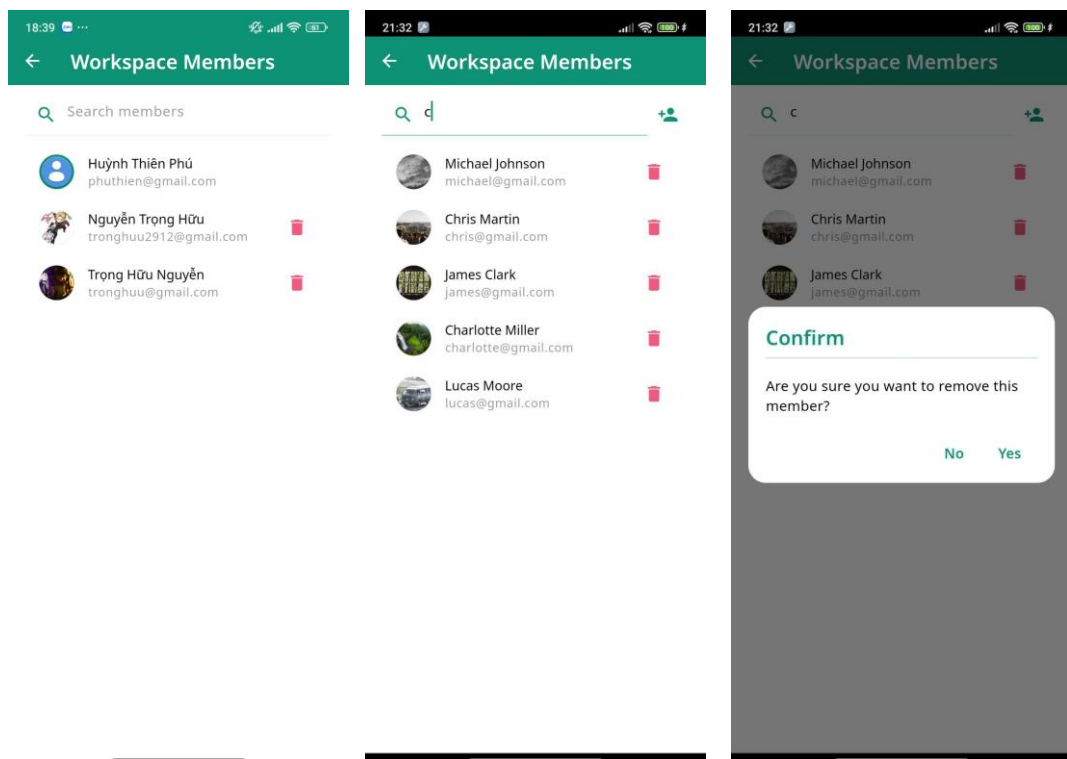 18:39
Workspace Members
Search members
Huỳnh Thiên Phú
phuthien@gmail.com
Nguyễn Trọng Hữu
tronghuu2912@gmail.com
Trọng Hữu Nguyễn
tronghuu@gmail.com
21:32
100
Workspace Members
c
Michael Johnson
michael@gmail.com
Chris Martin
chris@gmail.com
James Clark
james@gmail.com
Charlotte Miller
charlotte@gmail.com
Lucas Moore
lucas@gmail.com
21:32
100
Workspace Members
c
Michael Johnson
michael@gmail.com
Chris Martin
chris@gmail.com
James Clark
james@gmail.com
Confirm
Are you sure you want to remove this
member?
No Yes